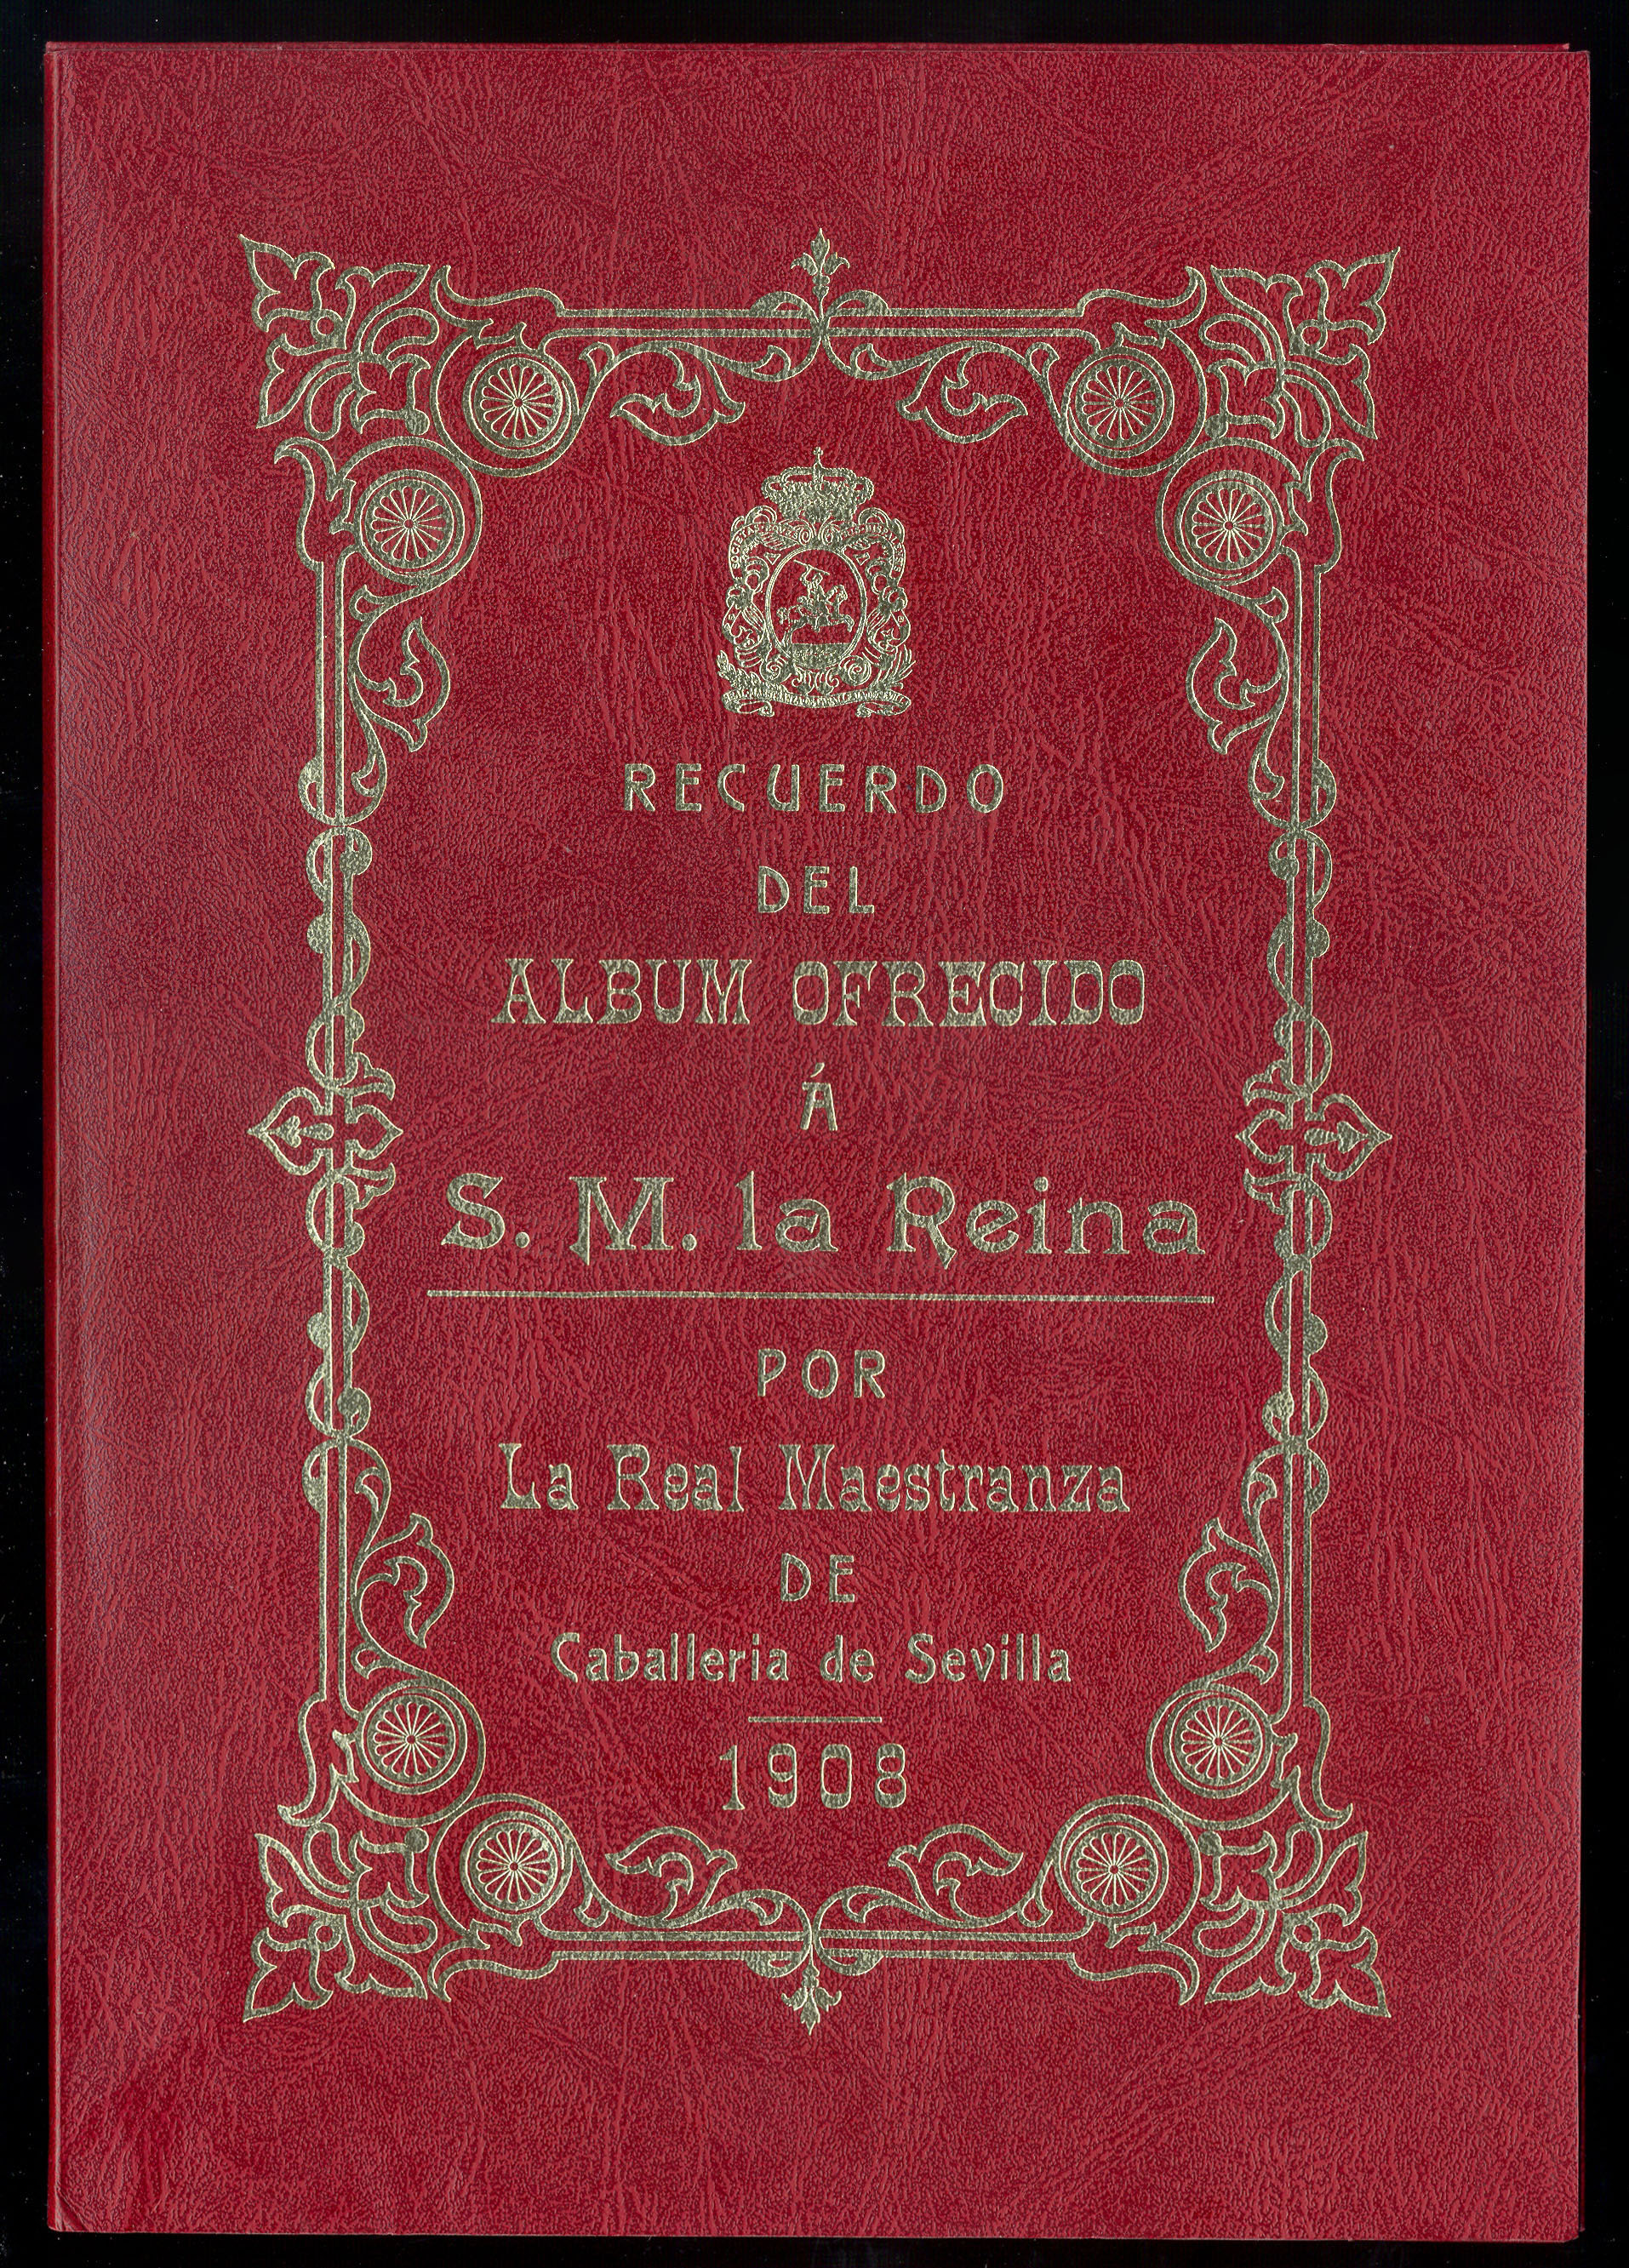 RECUERDO
DEL
ALBUM OFRECIDO
Á
S. M. la Reina
POR
La Real Maestranza
DE
Caballeria de Sevilla
1908